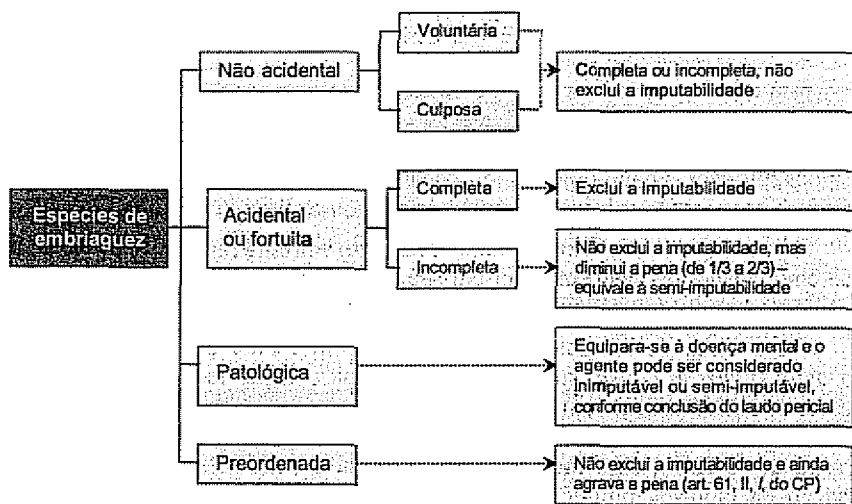 Espécies de
embriaguez
Não acidental
Voluntária
Culposa
Completa ou incompleta, não
exclui a imputabilidade
Acidental
ou fortuita
Completa
Exclui a imputabilidade
Incompleta
Não exclui a imputabilidade, mas
diminui a pena (de 1/3 a 2/3) –
equivale à semi-imputabilidade
Patológica
Equipara-se à doença mental e o
agente pode ser considerado
inimputável ou semi-imputável,
conforme conclusão do laudo pericial
Preordenada
Não exclui a imputabilidade e ainda
agrava a pena (art. 61, II, l, do CP)